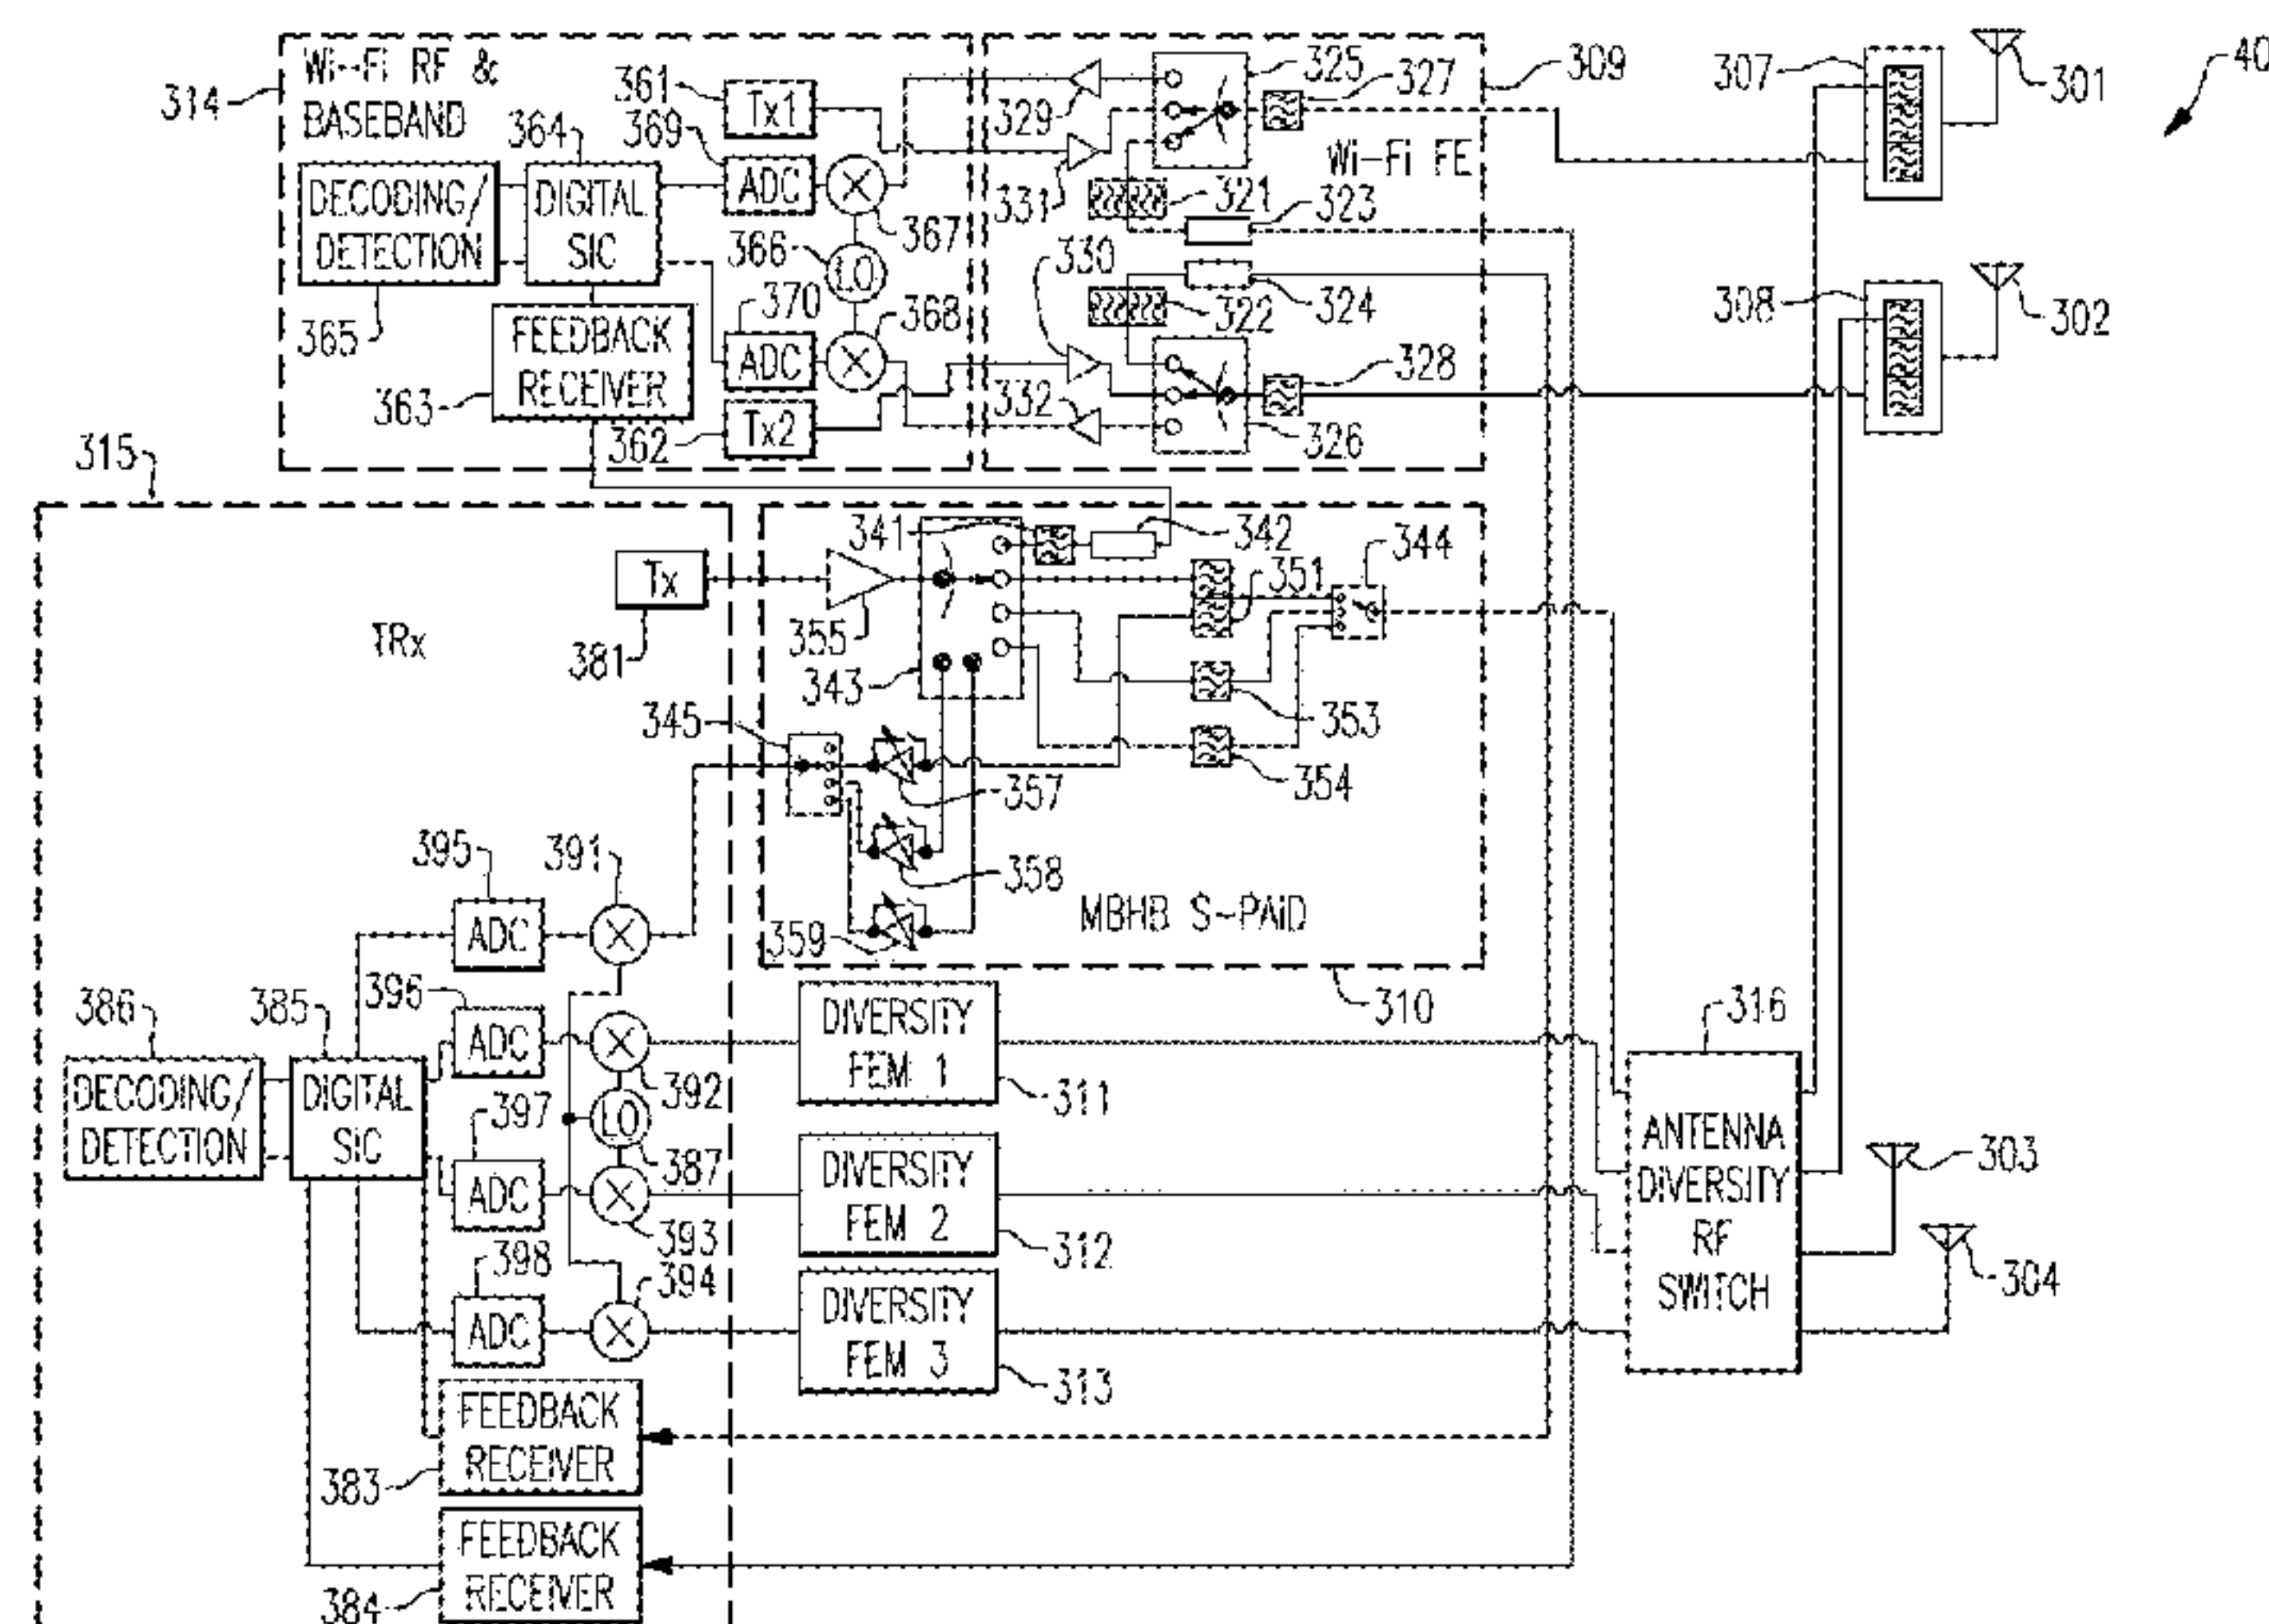 Wi-Fi RF &
BASEBAND
314
361
Tx1
364
369
DECODING/
DETECTION
DIGITAL
SIC
ADC
366
LO
367
365
370
368
FEEDBACK
RECEIVER
ADC
363
362
Tx2
329
331
325
327
309
Wi-Fi FE
321
323
330
324
322
328
332
326
307
301
40
308
302
315
TRx
Tx
381
341
342
344
351
355
343
353
345
354
357
358
359
MBHB S-PAiD
310
395
391
ADC
396
386
385
ADC
392
DECODING/
DETECTION
DIGITAL
SIC
397
LO
387
ADC
393
398
394
ADC
DIVERSITY
FEM 1
311
DIVERSITY
FEM 2
312
DIVERSITY
FEM 3
313
316
ANTENNA
DIVERSITY
RF
SWITCH
303
304
FEEDBACK
RECEIVER
383
FEEDBACK
RECEIVER
384